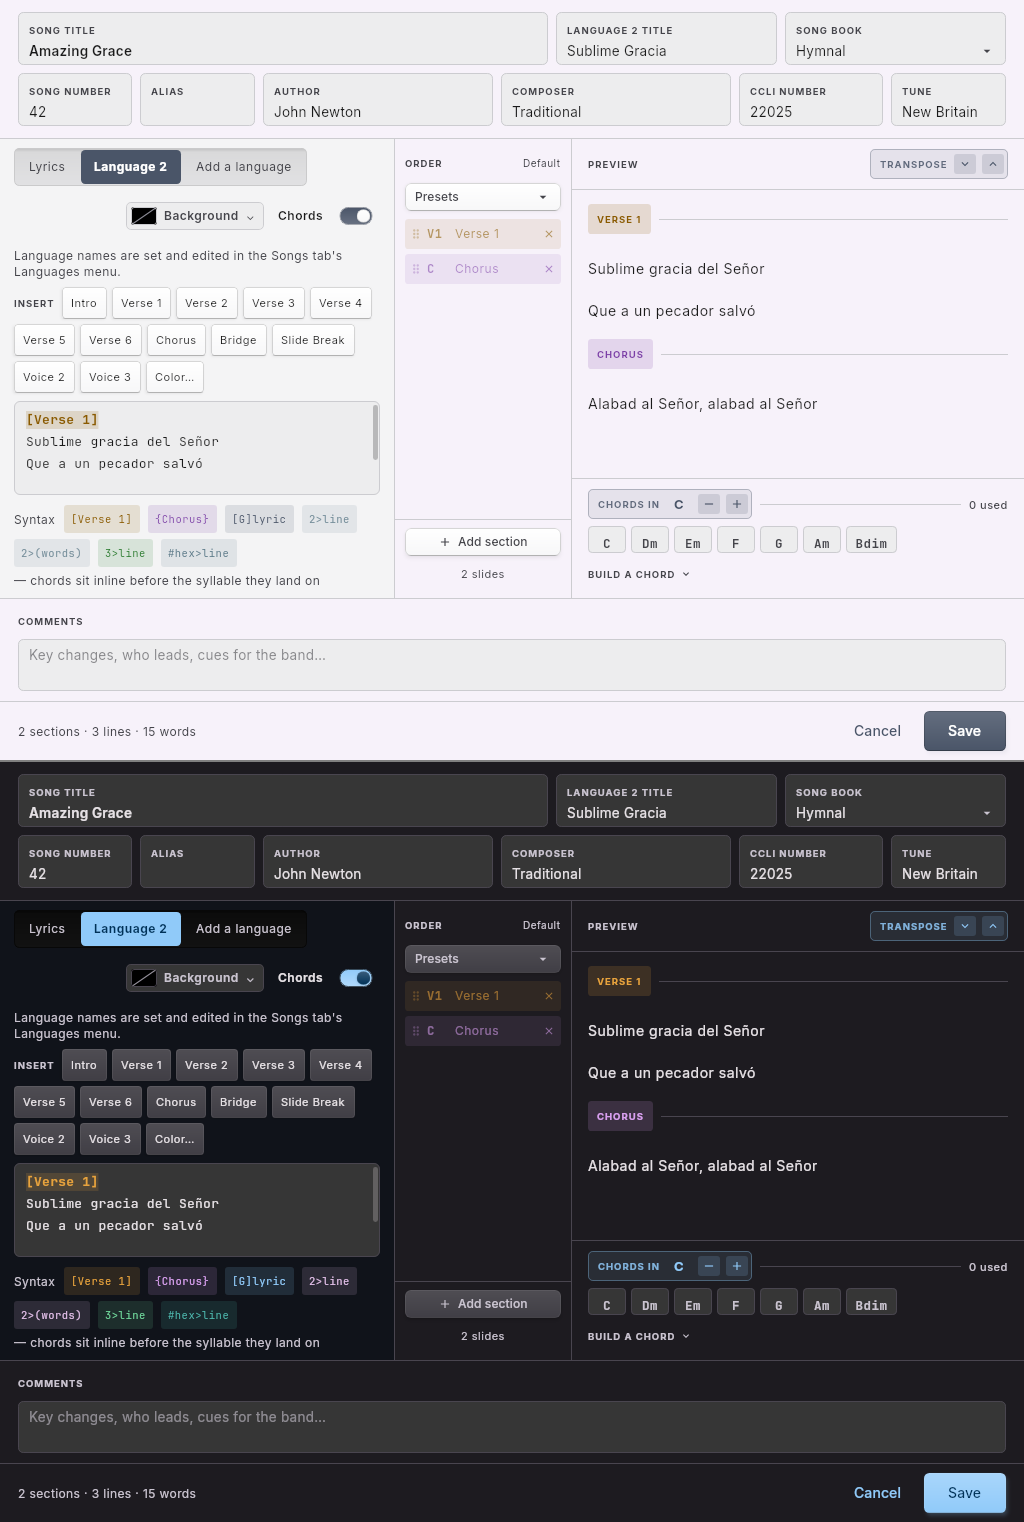 SONG TITLE
Amazing Grace
LANGUAGE 2 TITLE
Sublime Gracia
SONG BOOK
Hymnal
SONG NUMBER
42
ALIAS
AUTHOR
John Newton
COMPOSER
Traditional
CCLI NUMBER
22025
TUNE
New Britain
Lyrics
Language 2
Add a language
Background
Chords
Language names are set and edited in the Songs tab's
Languages menu.
INSERT
Intro
Verse 1
Verse 2
Verse 3
Verse 4
Verse 5
Verse 6
Chorus
Bridge
Slide Break
Voice 2
Voice 3
Color...
[Verse 1]
Sublime gracia del Señor
Que a un pecador salvó
Syntax
[Verse 1]
{Chorus}
[G]lyric
2>line
2>(words)
3>line
#hex>line
— chords sit inline before the syllable they land on
ORDER
Default
Presets
V1 Verse 1 ×
C Chorus ×
+ Add section
2 slides
PREVIEW
TRANSPOSE
VERSE 1
Sublime gracia del Señor
Que a un pecador salvó
CHORUS
Alabad al Señor, alabad al Señor
CHORDS IN C − +
0 used
C
Dm
Em
F
G
Am
Bdim
BUILD A CHORD
COMMENTS
Key changes, who leads, cues for the band...
2 sections · 3 lines · 15 words
Cancel
Save
SONG TITLE
Amazing Grace
LANGUAGE 2 TITLE
Sublime Gracia
SONG BOOK
Hymnal
SONG NUMBER
42
ALIAS
AUTHOR
John Newton
COMPOSER
Traditional
CCLI NUMBER
22025
TUNE
New Britain
Lyrics
Language 2
Add a language
Background
Chords
Language names are set and edited in the Songs tab's
Languages menu.
INSERT
Intro
Verse 1
Verse 2
Verse 3
Verse 4
Verse 5
Verse 6
Chorus
Bridge
Slide Break
Voice 2
Voice 3
Color...
[Verse 1]
Sublime gracia del Señor
Que a un pecador salvó
Syntax
[Verse 1]
{Chorus}
[G]lyric
2>line
2>(words)
3>line
#hex>line
— chords sit inline before the syllable they land on
ORDER
Default
Presets
V1 Verse 1 ×
C Chorus ×
+ Add section
2 slides
PREVIEW
TRANSPOSE
VERSE 1
Sublime gracia del Señor
Que a un pecador salvó
CHORUS
Alabad al Señor, alabad al Señor
CHORDS IN C − +
0 used
C
Dm
Em
F
G
Am
Bdim
BUILD A CHORD
COMMENTS
Key changes, who leads, cues for the band...
2 sections · 3 lines · 15 words
Cancel
Save